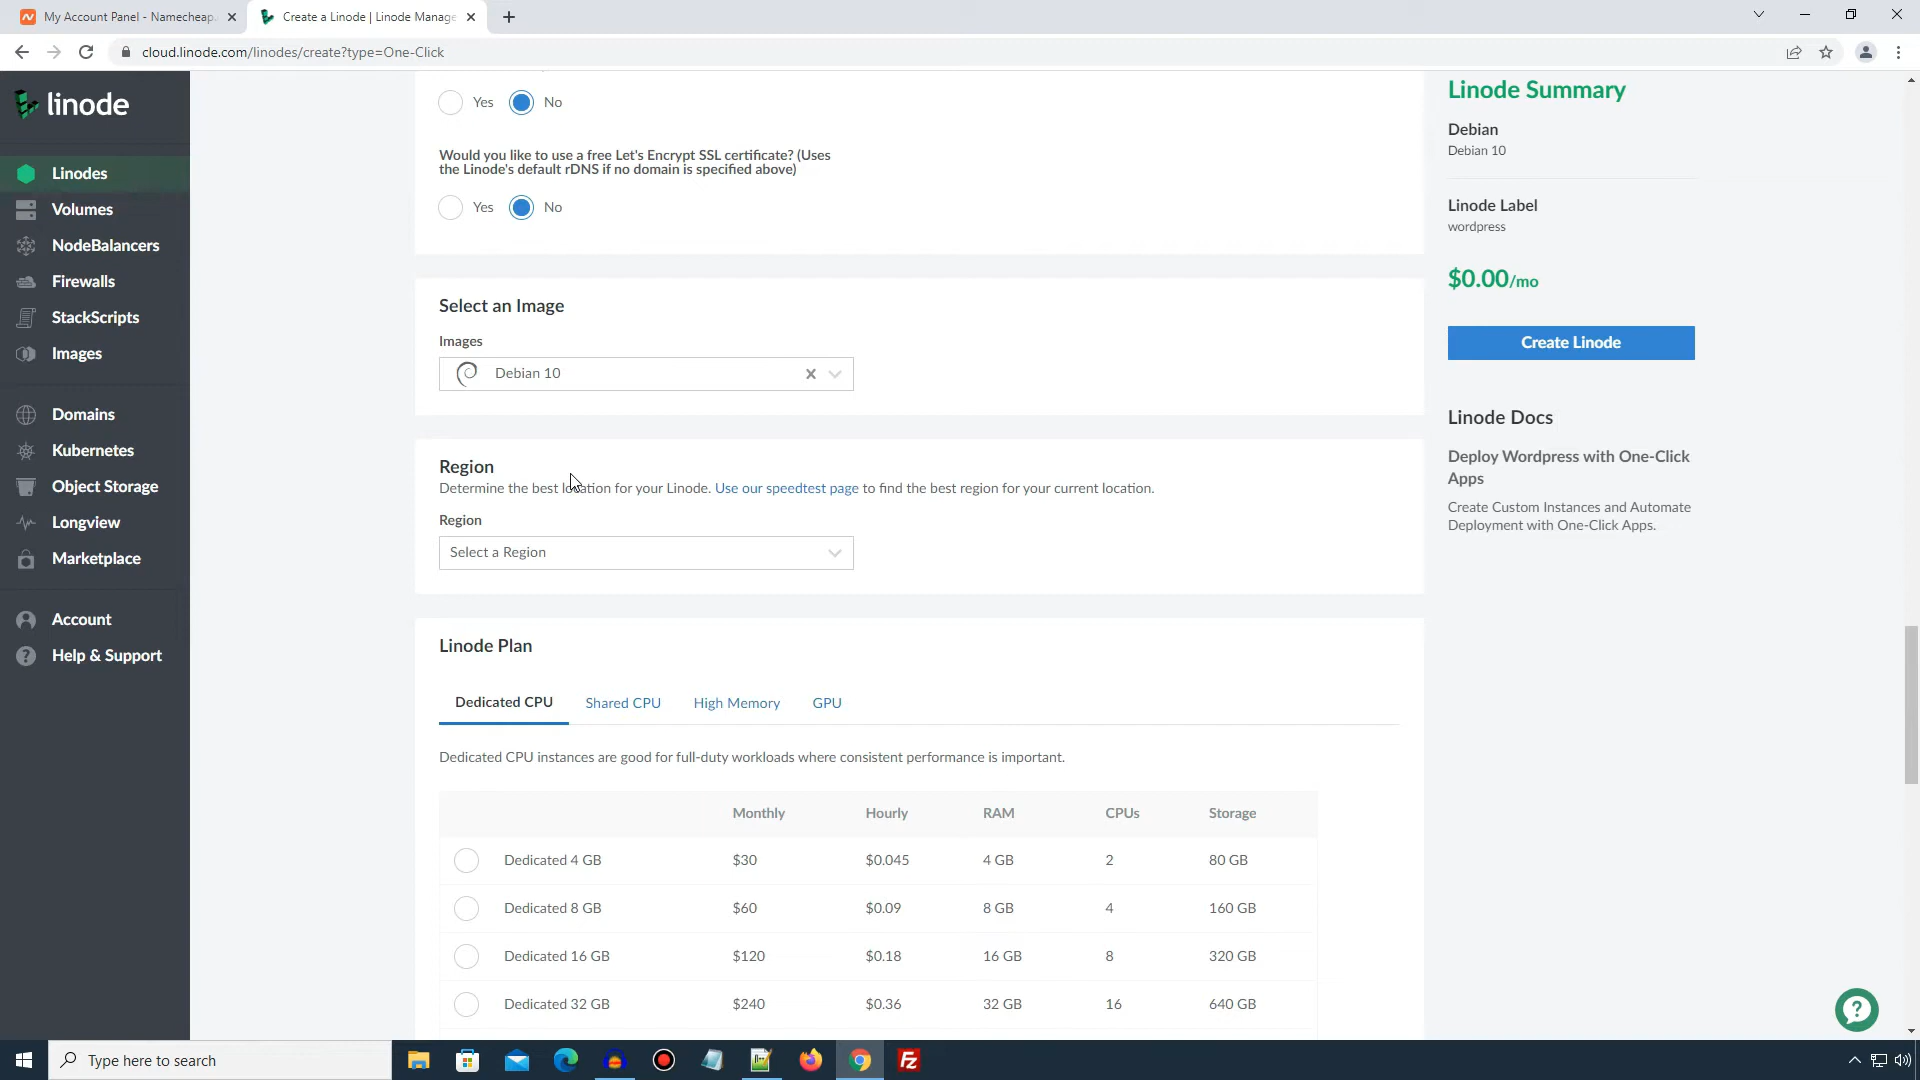 My Account Panel - Namecheap.
Create a Linode | Linode Manage
cloud.linode.com/linodes/create?type=One-Click
linode
Linodes
Volumes
NodeBalancers
Firewalls
StackScripts
Images
Domains
Kubernetes
Object Storage
Longview
Marketplace
Account
Help & Support
Yes
No
Would you like to use a free Let's Encrypt SSL certificate? (Uses
the Linode's default rDNS if no domain is specified above)
Yes
No
Select an Image
Images
Debian 10
Region
Determine the best location for your Linode. Use our speedtest page to find the best region for your current location.
Region
Select a Region
Linode Plan
Dedicated CPU Shared CPU High Memory GPU
Dedicated CPU instances are good for full-duty workloads where consistent performance is important.
Monthly Hourly RAM CPUs Storage
Dedicated 4 GB $30 $0.045 4 GB 2 80 GB
Dedicated 8 GB $60 $0.09 8 GB 4 160 GB
Dedicated 16 GB $120 $0.18 16 GB 8 320 GB
Dedicated 32 GB $240 $0.36 32 GB 16 640 GB
Linode Summary
Debian
Debian 10
Linode Label
wordpress
$0.00/mo
Create Linode
Linode Docs
Deploy Wordpress with One-Click
Apps
Create Custom Instances and Automate
Deployment with One-Click Apps.
Type here to search